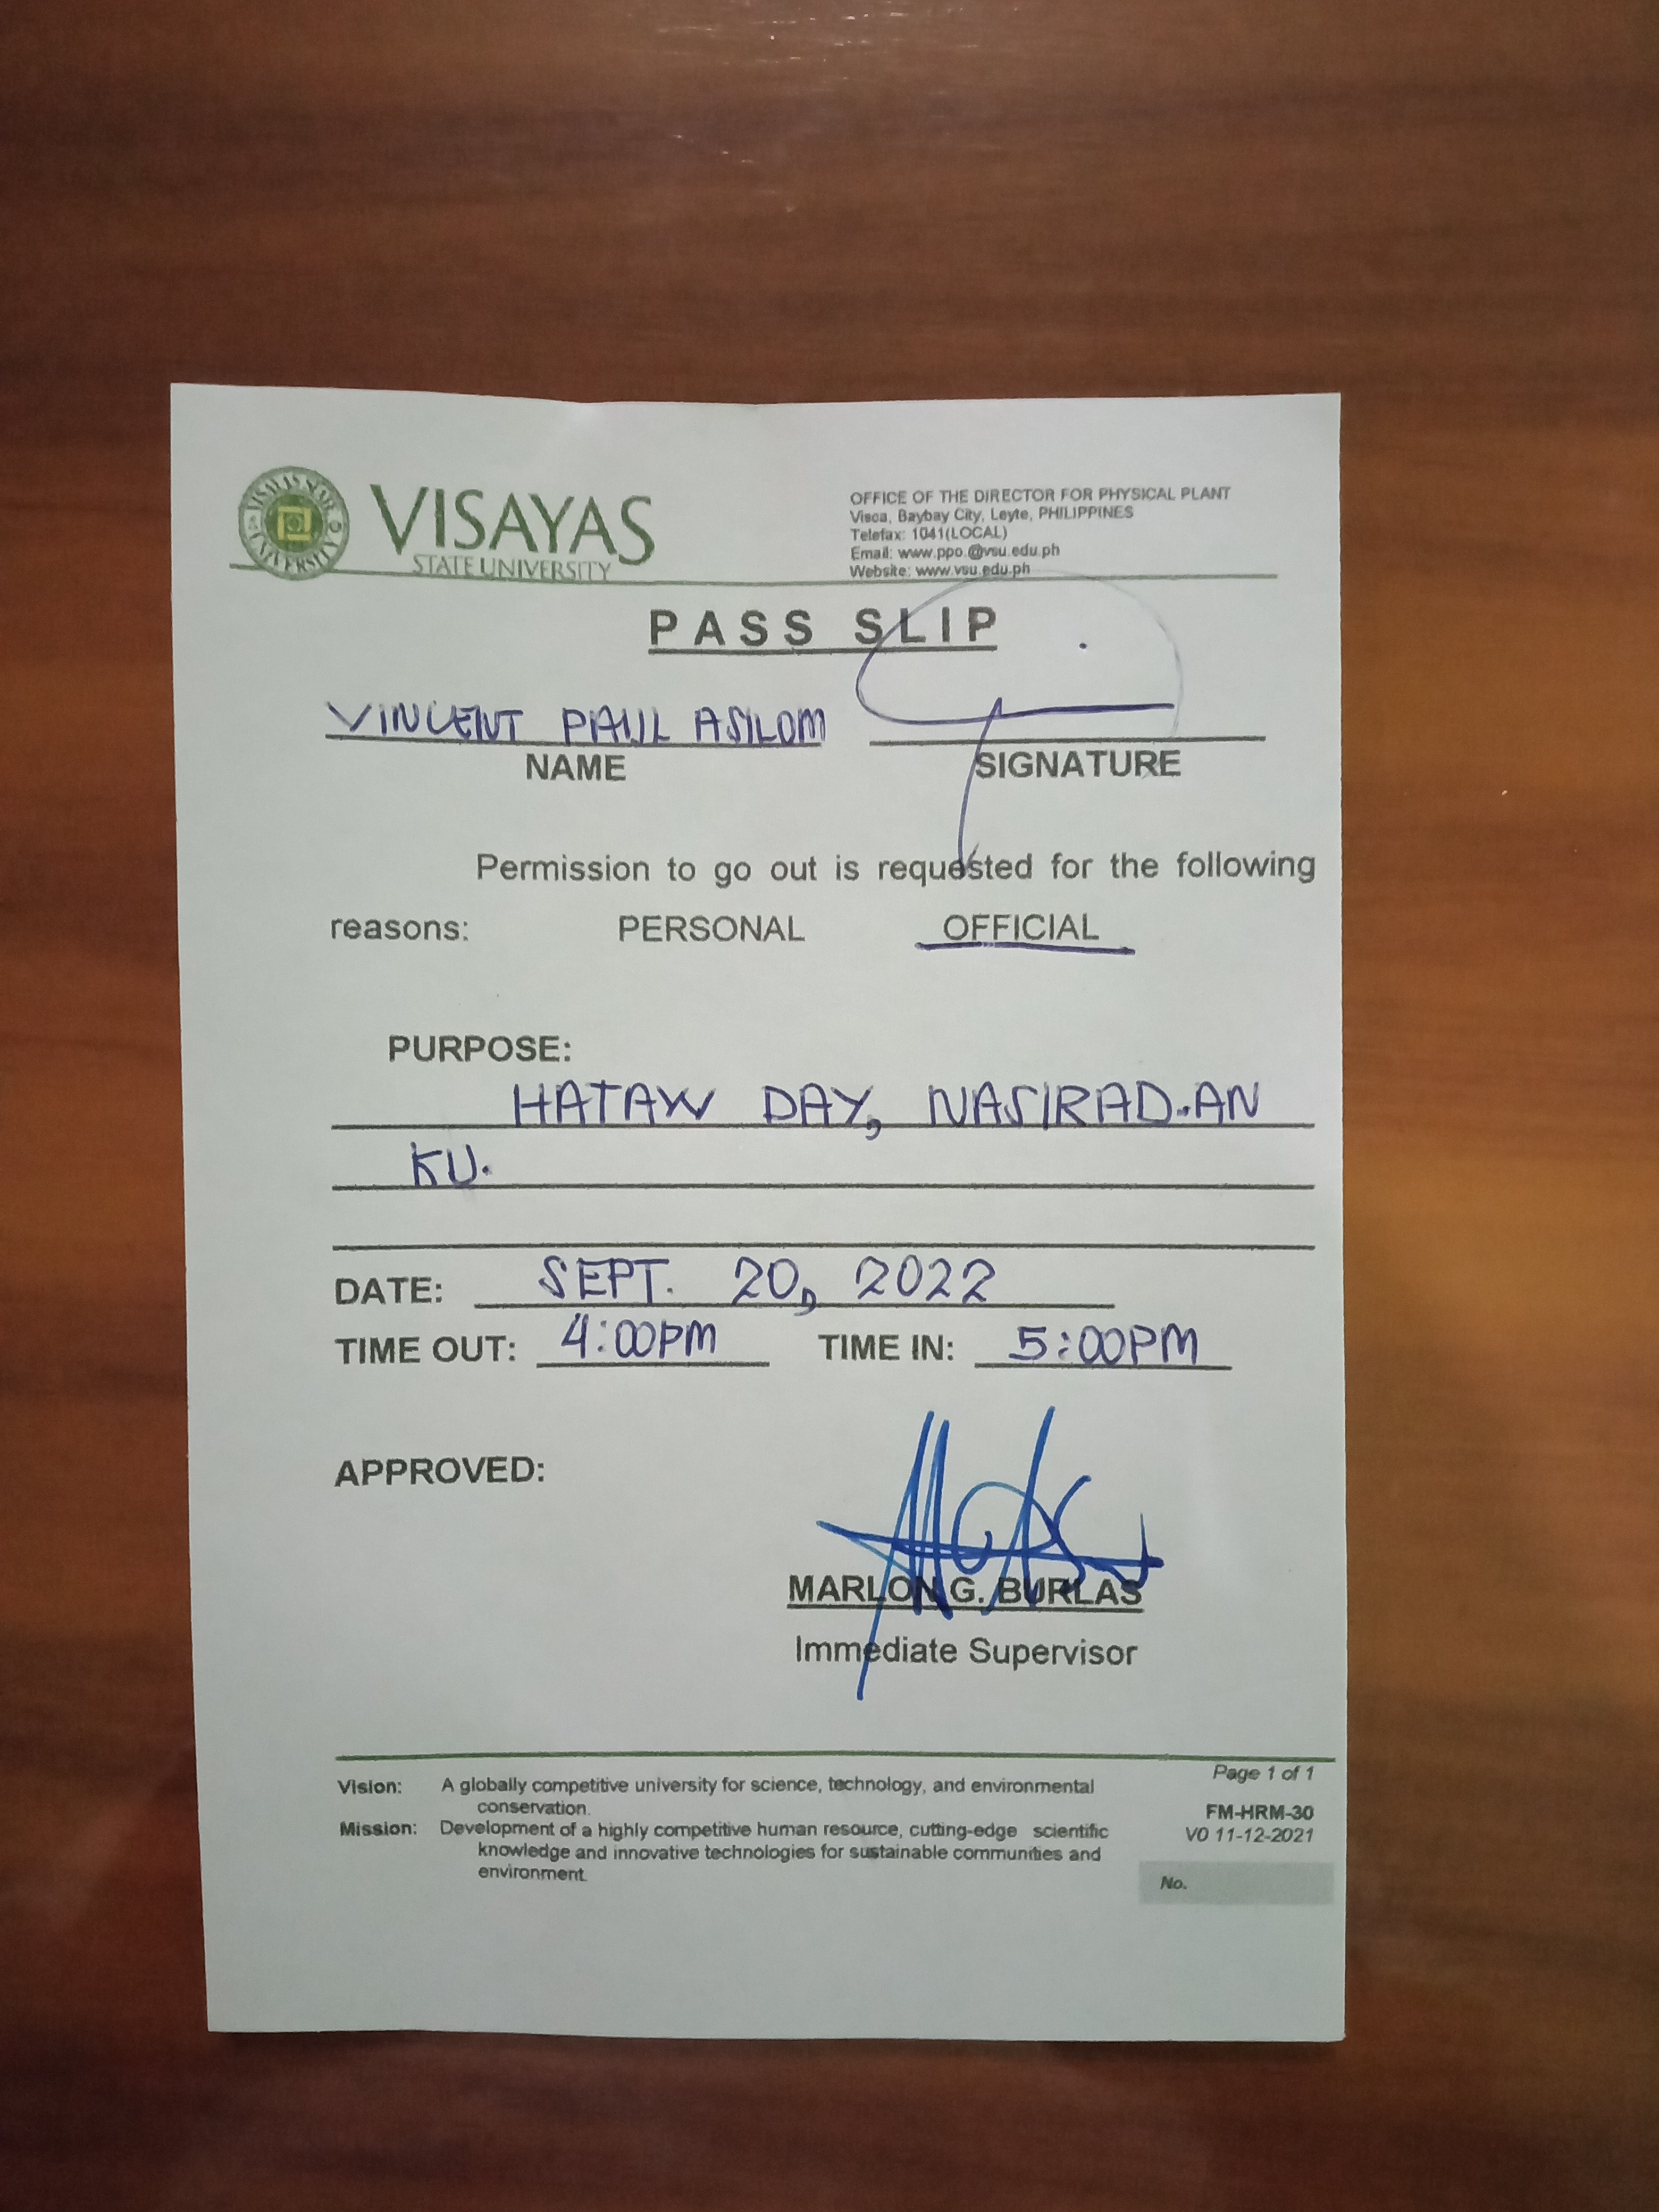 VISAYAS
STATE UNIVERSITY
VISAYAS STATE UNIVERSITY
OFFICE OF THE DIRECTOR FOR PHYSICAL PLANT
Visca, Baybay City, Leyte, PHILIPPINES
Telefax: 1041(LOCAL)
Email: www.ppo.@vsu.edu.ph
Website: www.vsu.edu.ph
PASS SLIP
VINCENT PAUL ASILOM
NAME SIGNATURE
Permission to go out is requested for the following
reasons: PERSONAL OFFICIAL
PURPOSE:
HATAW DAY, NASIRAD-AN
KU.
DATE: SEPT. 20, 2022
TIME OUT: 4:00PM TIME IN: 5:00PM
APPROVED:
MARLON G. BURLAS
Immediate Supervisor
Vision: A globally competitive university for science, technology, and environmental
conservation.
Mission: Development of a highly competitive human resource, cutting-edge scientific
knowledge and innovative technologies for sustainable communities and
environment.
Page 1 of 1
FM-HRM-30
V0 11-12-2021
No.